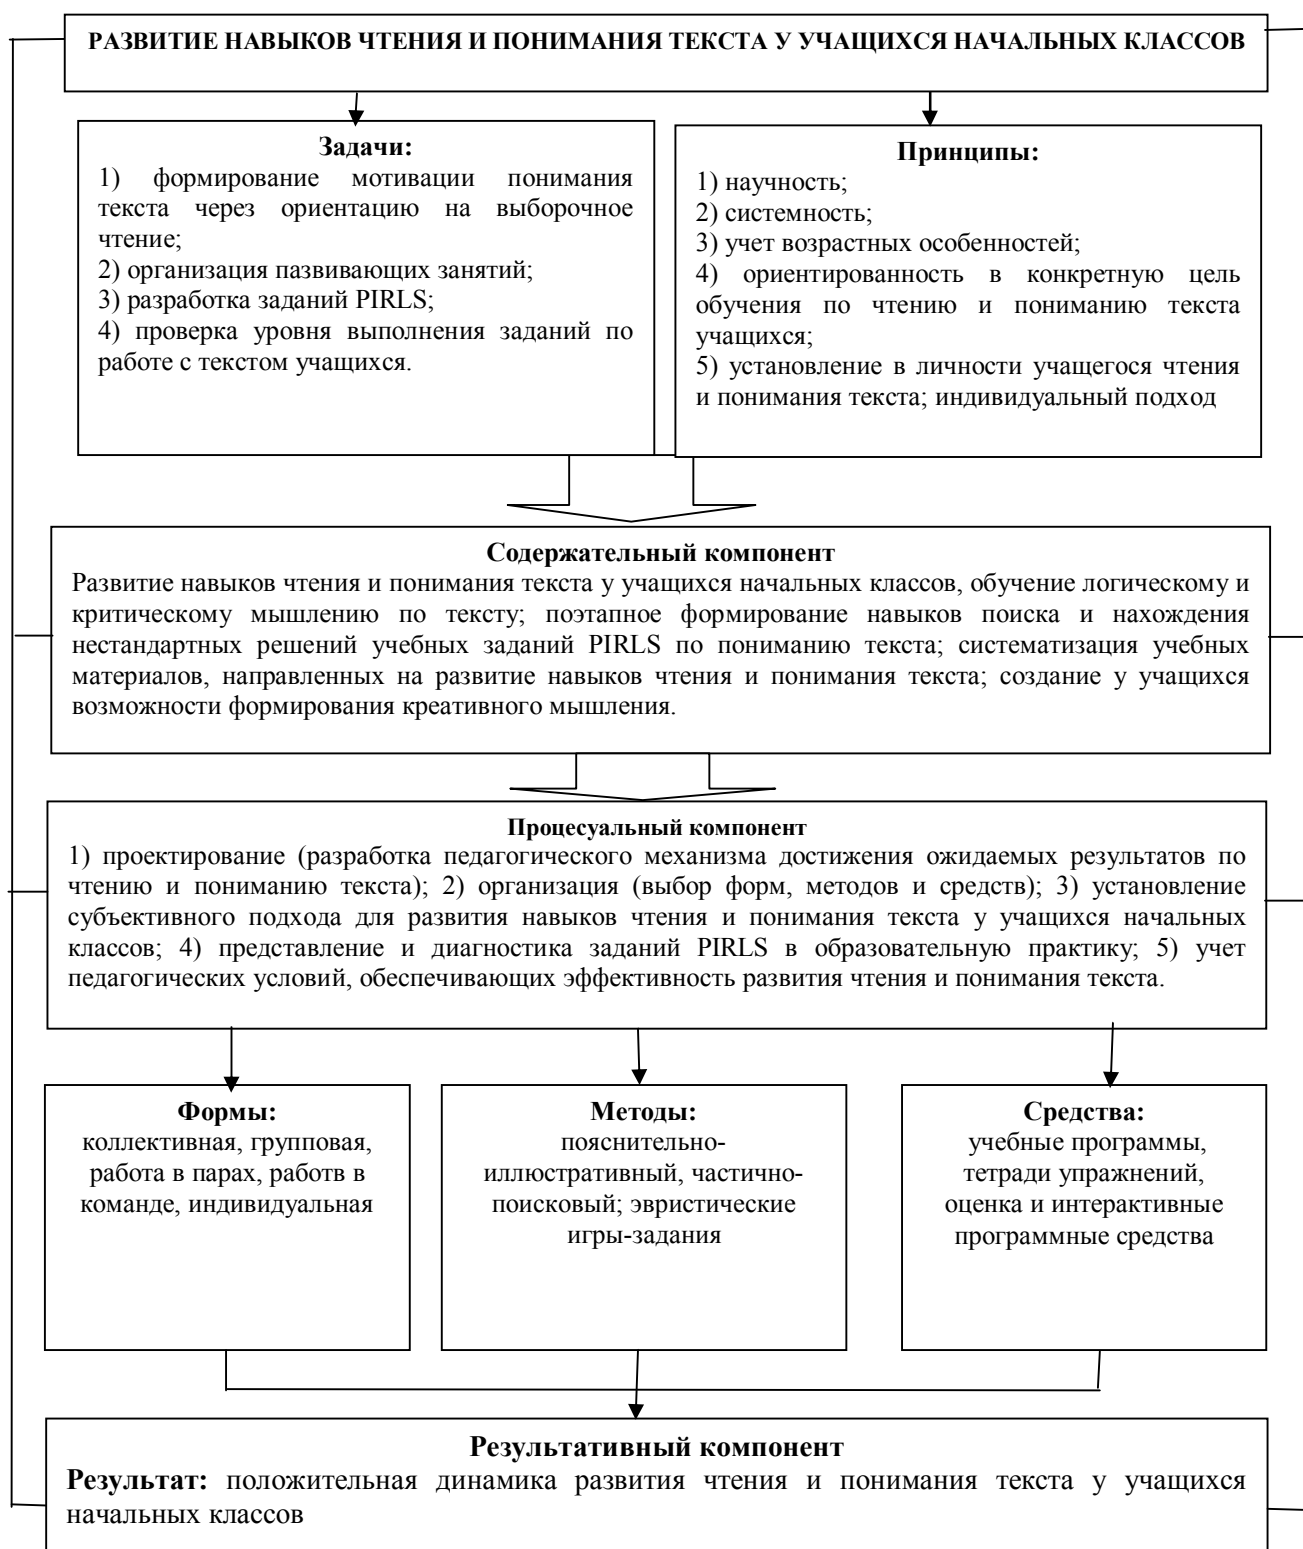 РАЗВИТИЕ НАВЫКОВ ЧТЕНИЯ И ПОНИМАНИЯ ТЕКСТА У УЧАЩИХСЯ НАЧАЛЬНЫХ КЛАССОВ
Задачи:
1) формирование мотивации понимания
текста через ориентацию на выборочное
чтение;
2) организация пазвивающих занятий;
3) разработка заданий PIRLS;
4) проверка уровня выполнения заданий по
работе с текстом учащихся.
Принципы:
1) научность;
2) системность;
3) учет возрастных особенностей;
4) ориентированность в конкретную цель
обучения по чтению и пониманию текста
учащихся;
5) установление в личности учащегося чтения
и понимания текста; индивидуальный подход
Содержательный компонент
Развитие навыков чтения и понимания текста у учащихся начальных классов, обучение логическому и
критическому мышлению по тексту; поэтапное формирование навыков поиска и нахождения
нестандартных решений учебных заданий PIRLS по пониманию текста; систематизация учебных
материалов, направленных на развитие навыков чтения и понимания текста; создание у учащихся
возможности формирования креативного мышления.
Процесуальный компонент
1) проектирование (разработка педагогического механизма достижения ожидаемых результатов по
чтению и пониманию текста); 2) организация (выбор форм, методов и средств); 3) установление
субъективного подхода для развития навыков чтения и понимания текста у учащихся начальных
классов; 4) представление и диагностика заданий PIRLS в образовательную практику; 5) учет
педагогических условий, обеспечивающих эффективность развития чтения и понимания текста.
Формы:
коллективная, групповая,
работа в парах, работв в
команде, индивидуальная
Методы:
пояснительно-
иллюстративный, частично-
поисковый; эвристические
игры-задания
Средства:
учебные программы,
тетради упражнений,
оценка и интерактивные
программные средства
Результативный компонент
Результат: положительная динамика развития чтения и понимания текста у учащихся
начальных классов